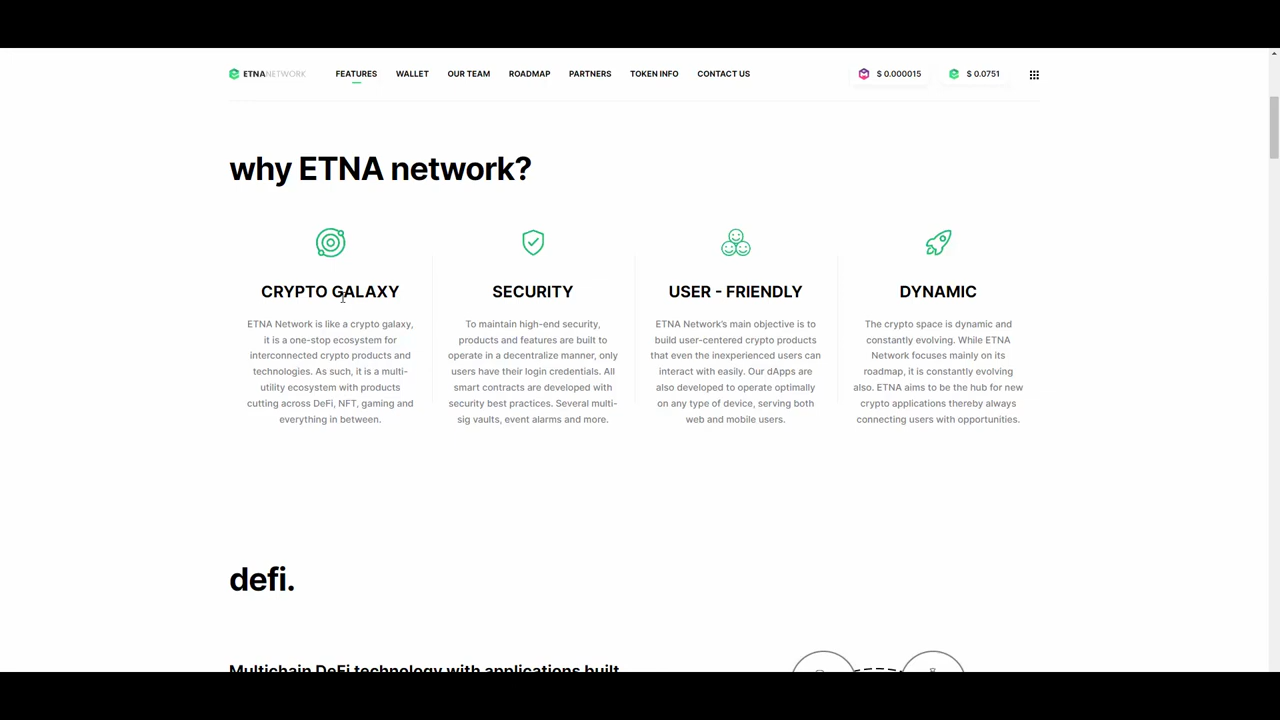 ETNANETWORK FEATURES WALLET OUR TEAM ROADMAP PARTNERS TOKEN INFO CONTACT US $ 0.000015 $ 0.0751
why ETNA network?
CRYPTO GALAXY
ETNA Network is like a crypto galaxy,
it is a one-stop ecosystem for
interconnected crypto products and
technologies. As such, it is a multi-
utility ecosystem with products
cutting across DeFi, NFT, gaming and
everything in between.
SECURITY
To maintain high-end security,
products and features are built to
operate in a decentralize manner, only
users have their login credentials. All
smart contracts are developed with
security best practices. Several multi-
sig vaults, event alarms and more.
USER - FRIENDLY
ETNA Network's main objective is to
build user-centered crypto products
that even the inexperienced users can
interact with easily. Our dApps are
also developed to operate optimally
on any type of device, serving both
web and mobile users.
DYNAMIC
The crypto space is dynamic and
constantly evolving. While ETNA
Network focuses mainly on its
roadmap, it is constantly evolving
also. ETNA aims to be the hub for new
crypto applications thereby always
connecting users with opportunities.
defi.
Multichain DeFi technology with applications built